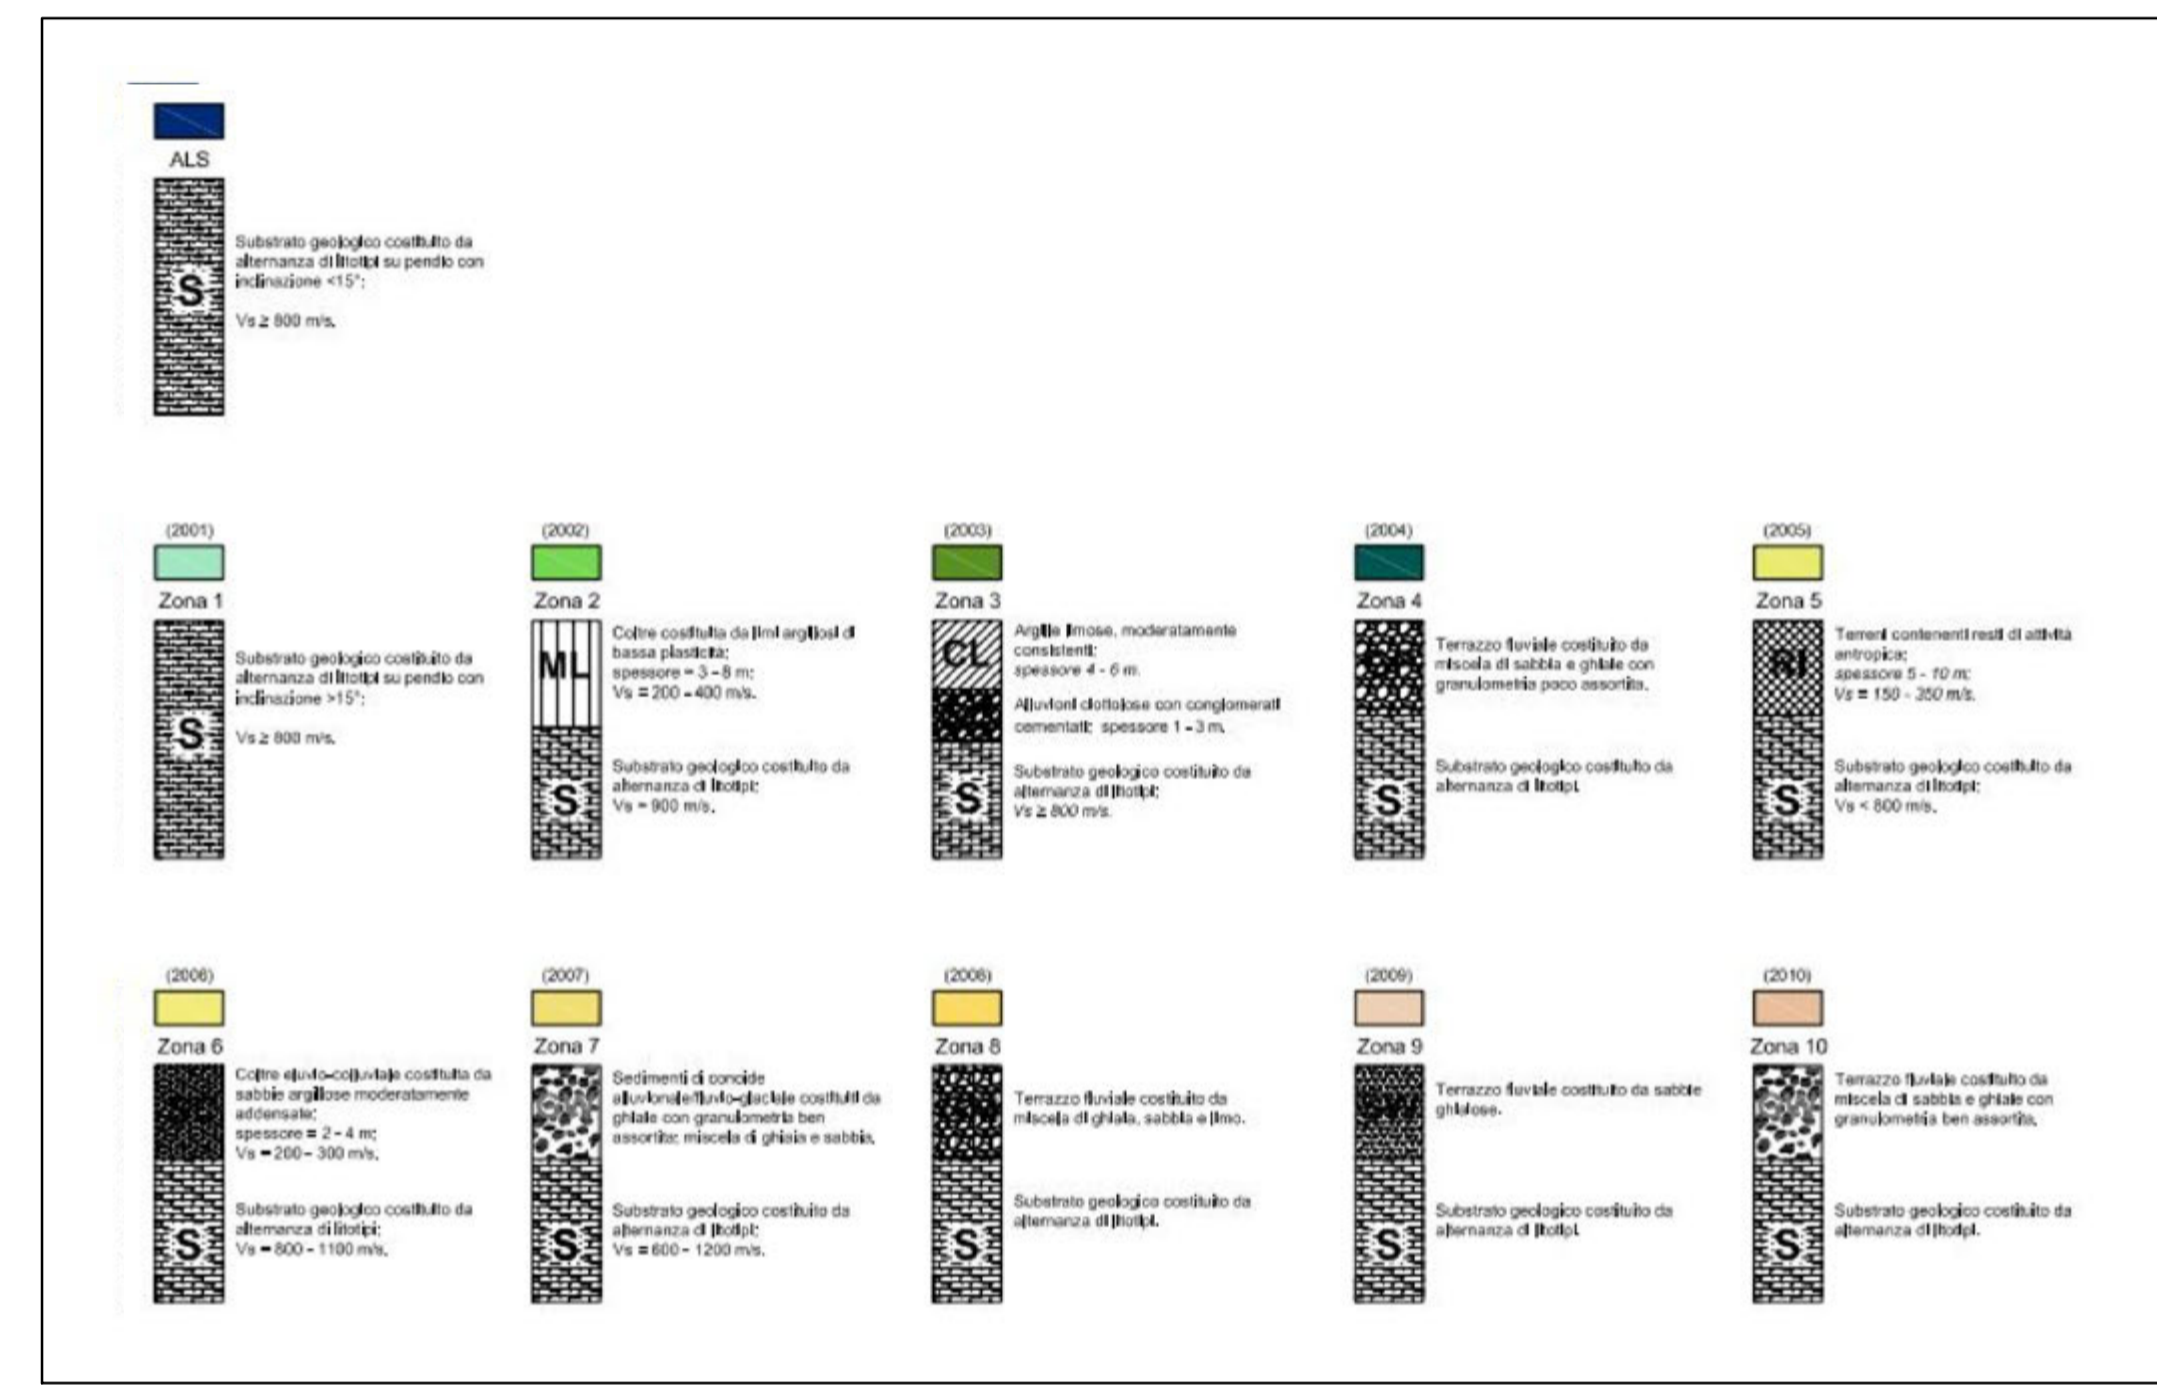 ALS
S
Substrato geologico costituito da
alternanza di litotipi su pendio con
inclinazione <15°;
Vs ≥ 800 m/s.
(2001)
Zona 1
S
Substrato geologico costituito da
alternanza di litotipi su pendio con
inclinazione >15°;
Vs ≥ 800 m/s.
(2002)
Zona 2
ML
Coltre costituita da limi argillosi di
bassa plasticità;
spessore = 3 - 8 m;
Vs = 200 - 400 m/s.
S
Substrato geologico costituito da
alternanza di litotipi;
Vs = 900 m/s.
(2003)
Zona 3
CL
Argille limose, moderatamente
consistenti;
spessore 4 - 6 m.
Alluvioni ciottolose con conglomerati
cementati; spessore 1 - 3 m.
S
Substrato geologico costituito da
alternanza di litotipi;
Vs ≥ 800 m/s.
(2004)
Zona 4
Terrazzo fluviale costituito da
miscela di sabbia e ghiaie con
granulometria poco assortita.
S
Substrato geologico costituito da
alternanza di litotipi.
(2005)
Zona 5
RI
Terreni contenenti resti di attività
antropica;
spessore 5 - 10 m;
Vs = 150 - 350 m/s.
S
Substrato geologico costituito da
alternanza di litotipi;
Vs < 800 m/s.
(2006)
Zona 6
Coltre eluvio-colluviale costituita da
sabbie argillose moderatamente
addensate;
spessore = 2 - 4 m;
Vs = 200 - 300 m/s.
S
Substrato geologico costituito da
alternanza di litotipi;
Vs = 800 - 1100 m/s.
(2007)
Zona 7
Sedimenti di conoide
alluvionale/fluvio-glaciale costituiti da
ghiaie con granulometria ben
assortita; miscela di ghiaia e sabbia.
S
Substrato geologico costituito da
alternanza di litotipi;
Vs = 600 - 1200 m/s.
(2008)
Zona 8
Terrazzo fluviale costituito da
miscela di ghiaia, sabbia e limo.
S
Substrato geologico costituito da
alternanza di litotipi.
(2009)
Zona 9
Terrazzo fluviale costituito da sabbie
ghiaiose.
S
Substrato geologico costituito da
alternanza di litotipi.
(2010)
Zona 10
Terrazzo fluviale costituito da
miscela di sabbia e ghiaie con
granulometria ben assortita.
S
Substrato geologico costituito da
alternanza di litotipi.